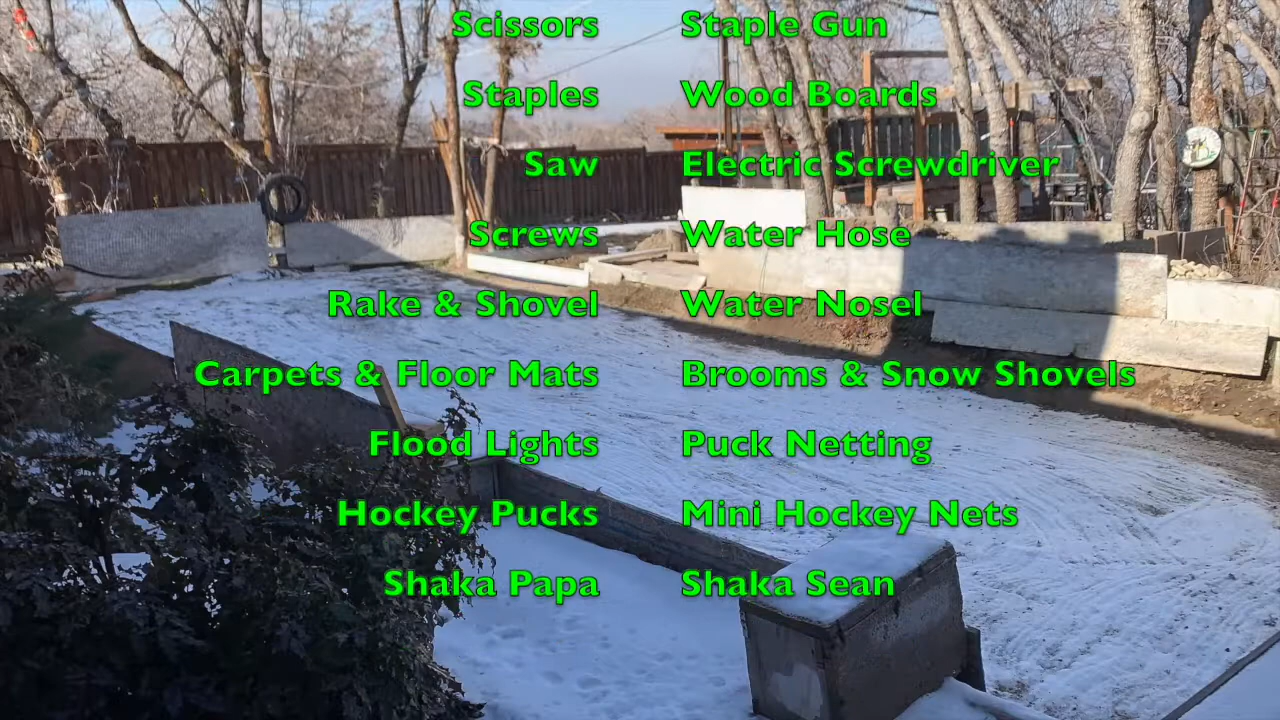 Scissors Staple Gun
Staples Wood Boards
Saw Electric Screwdriver
Screws Water Hose
Rake & Shovel Water Nosel
Carpets & Floor Mats Brooms & Snow Shovels
Flood Lights Puck Netting
Hockey Pucks Mini Hockey Nets
Shaka Papa Shaka Sean